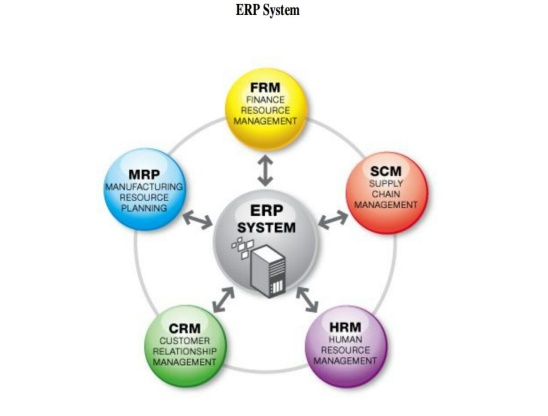 ERP System
FRM
FINANCE
RESOURCE
MANAGEMENT
MRP
MANUFACTURING
RESOURCE
PLANNING
SCM
SUPPLY
CHAIN
MANAGEMENT
ERP
SYSTEM
CRM
CUSTOMER
RELATIONSHIP
MANAGEMENT
HRM
HUMAN
RESOURCE
MANAGEMENT